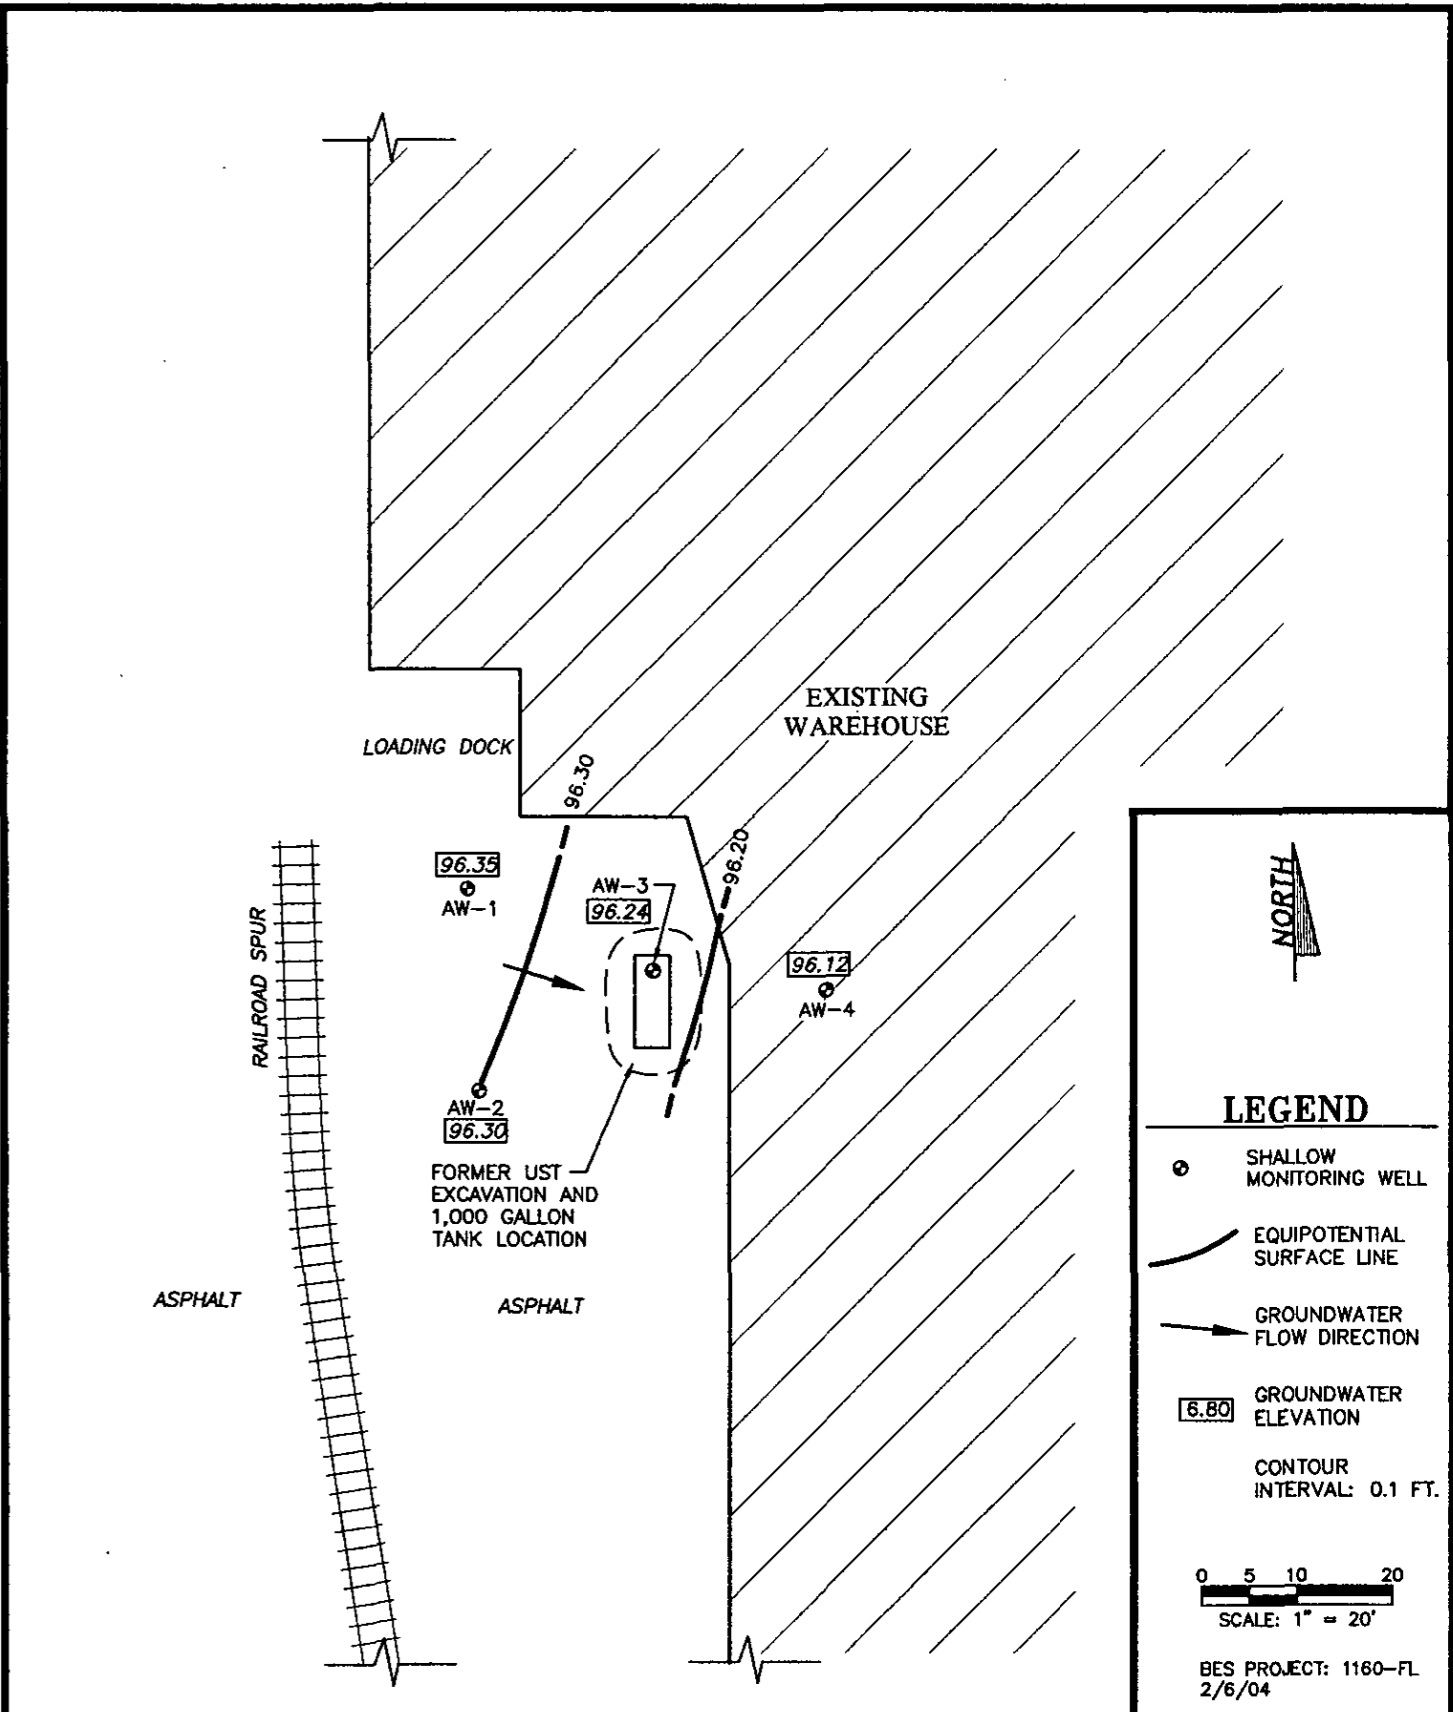 EXISTING
WAREHOUSE
LOADING DOCK
96.30
96.20
96.35
AW-1
AW-3
96.24
96.12
AW-4
RAILROAD SPUR
AW-2
96.30
FORMER UST
EXCAVATION AND
1,000 GALLON
TANK LOCATION
ASPHALT
ASPHALT
NORTH
LEGEND
SHALLOW
MONITORING WELL
EQUIPOTENTIAL
SURFACE LINE
GROUNDWATER
FLOW DIRECTION
6.80
GROUNDWATER
ELEVATION
CONTOUR
INTERVAL: 0.1 FT.
0 5 10 20
SCALE: 1" = 20'
BES PROJECT: 1160-FL
2/6/04